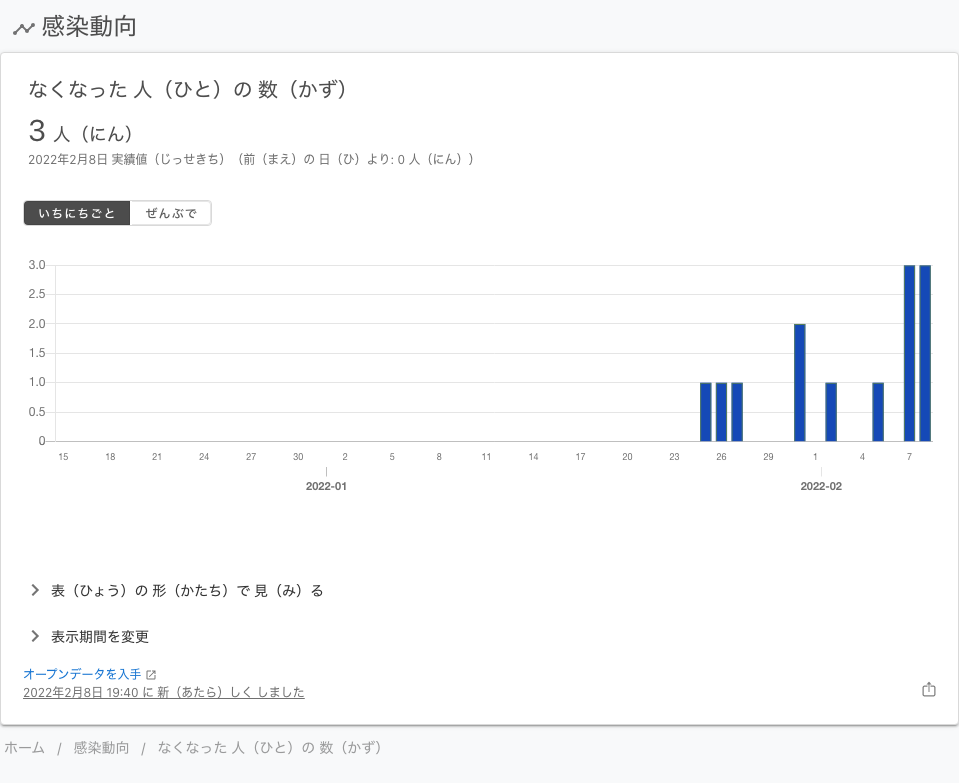 感染動向
なくなった 人（ひと）の 数（かず）
3 人（にん）
2022年2月8日 実績値（じっせきち）（前（まえ）の 日（ひ）より: 0 人（にん））
いちにちごと ぜんぶで
3.0
2.5
2.0
1.5
1.0
0.5
0
15 18 21 24 27 30 2 5 8 11 14 17 20 23 26 29 1 4 7
2022-01 2022-02
表（ひょう）の 形（かたち）で 見（み）る
表示期間を変更
オープンデータを入手
2022年2月8日 19:40 に 新（あたら）しく しました
ホーム / 感染動向 / なくなった 人（ひと）の 数（かず）